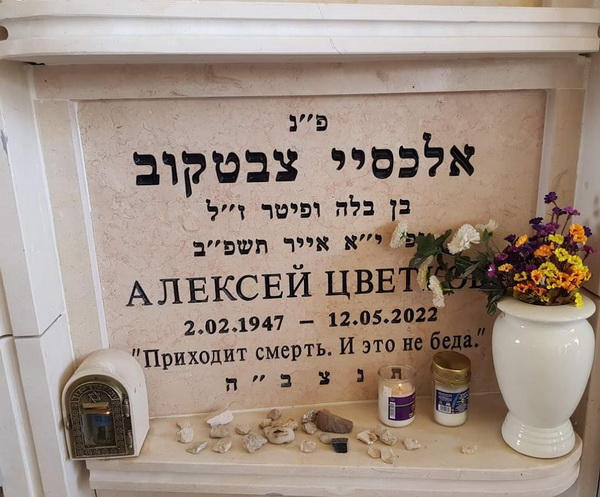 פ״נ
אלכסיי צבטקוב
בן בלה ופיטר ז״ל
י״א אייר תשפ״ב
АЛЕКСЕЙ ЦВЕТКОВ
2.02.1947 – 12.05.2022
"Приходит смерть. И это не беда."
נ צ ב ״ ה